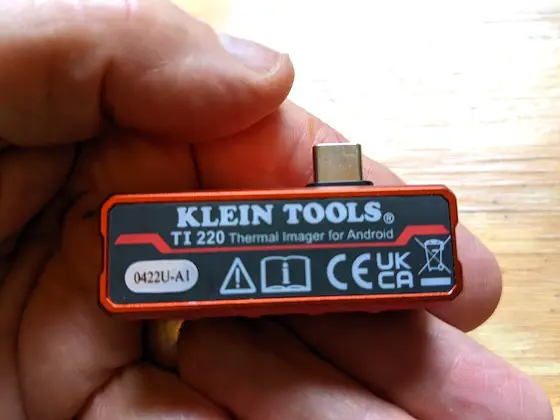 KLEIN TOOLS®
TI 220 Thermal Imager for Android
0422U-A1
CE UK CA